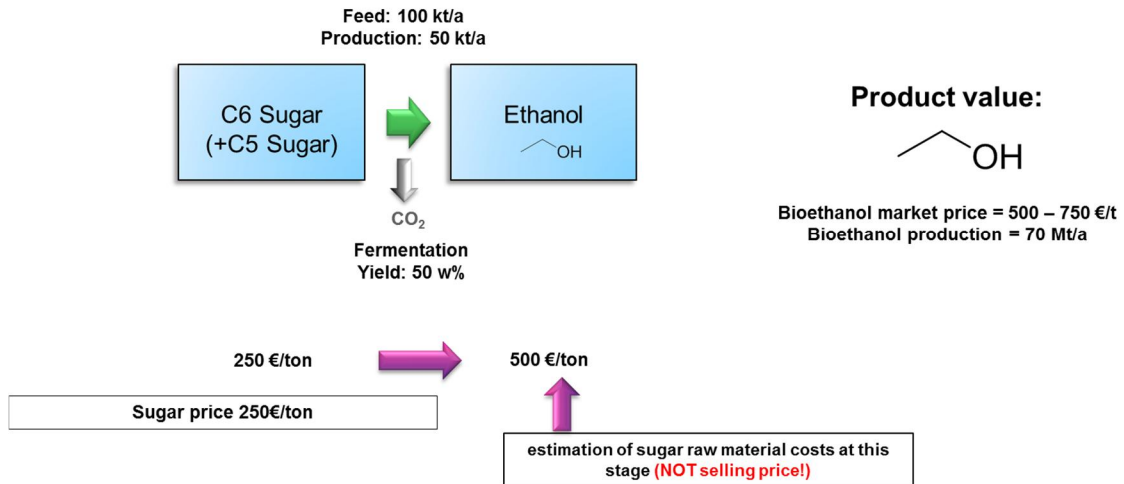 Feed: 100 kt/a
Production: 50 kt/a
C6 Sugar
(+C5 Sugar)
Ethanol
OH
CO₂
Fermentation
Yield: 50 w%
Product value:
OH
Bioethanol market price = 500 – 750 €/t
Bioethanol production = 70 Mt/a
250 €/ton
500 €/ton
Sugar price 250€/ton
estimation of sugar raw material costs at this
stage (NOT selling price!)